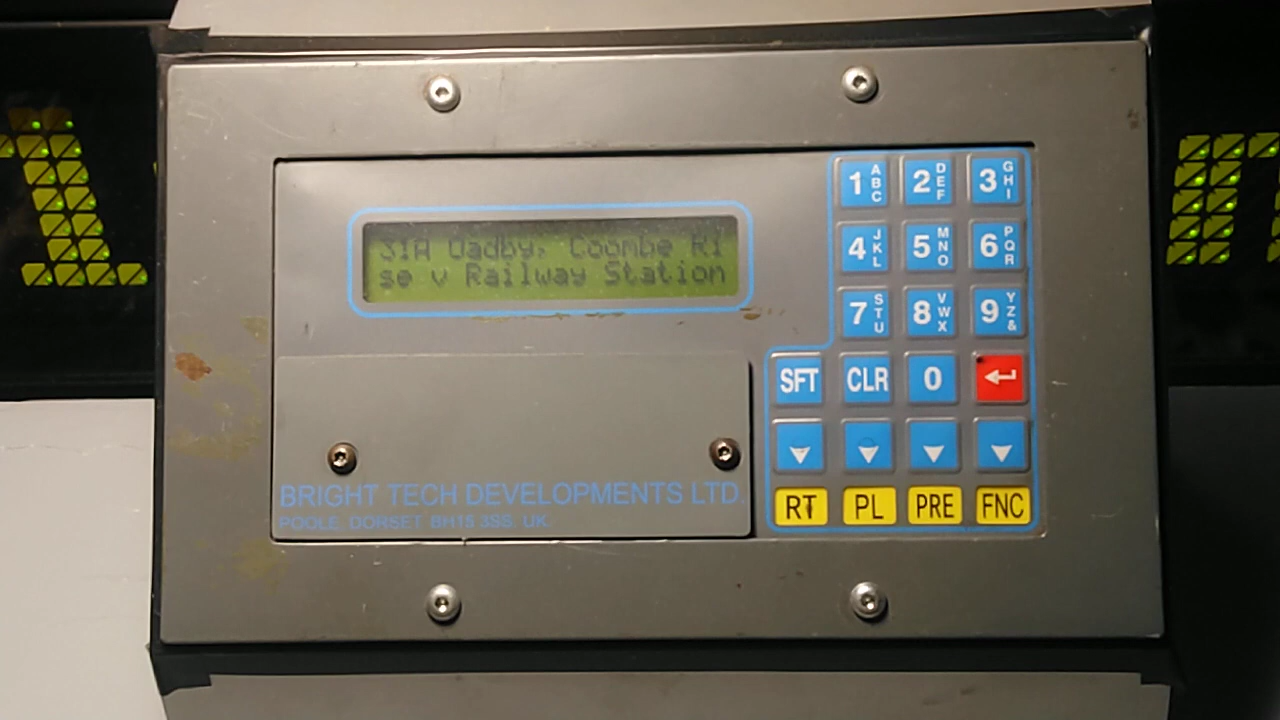 31A Oadby, Coombe Ri
se v Railway Station
1 ABC
2 DEF
3 GHI
4 JKL
5 MNO
6 PQR
7 STU
8 VWX
9 YZ&
SFT
CLR
0
RT
PL
PRE
FNC
BRIGHT TECH DEVELOPMENTS LTD.
POOLE, DORSET BH15 3SS, UK